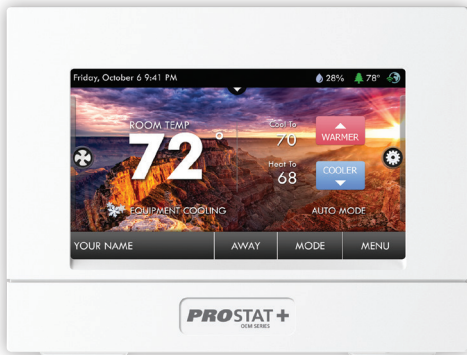 Friday, October 6 9:41 PM 28% 78°
ROOM TEMP
72°
Cool To
70
WARMER
Heat To
68
COOLER
EQUIPMENT COOLING AUTO MODE
YOUR NAME AWAY MODE MENU
PROSTAT+
OEM SERIES